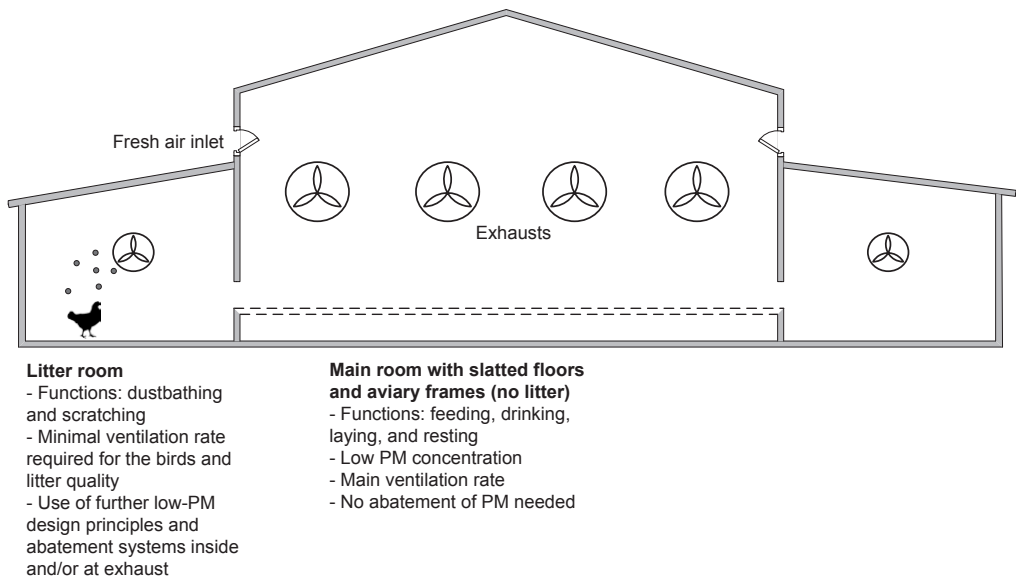 Fresh air inlet
Exhausts
Litter room
- Functions: dustbathing
and scratching
- Minimal ventilation rate
required for the birds and
litter quality
- Use of further low-PM
design principles and
abatement systems inside
and/or at exhaust
Main room with slatted floors
and aviary frames (no litter)
- Functions: feeding, drinking,
laying, and resting
- Low PM concentration
- Main ventilation rate
- No abatement of PM needed